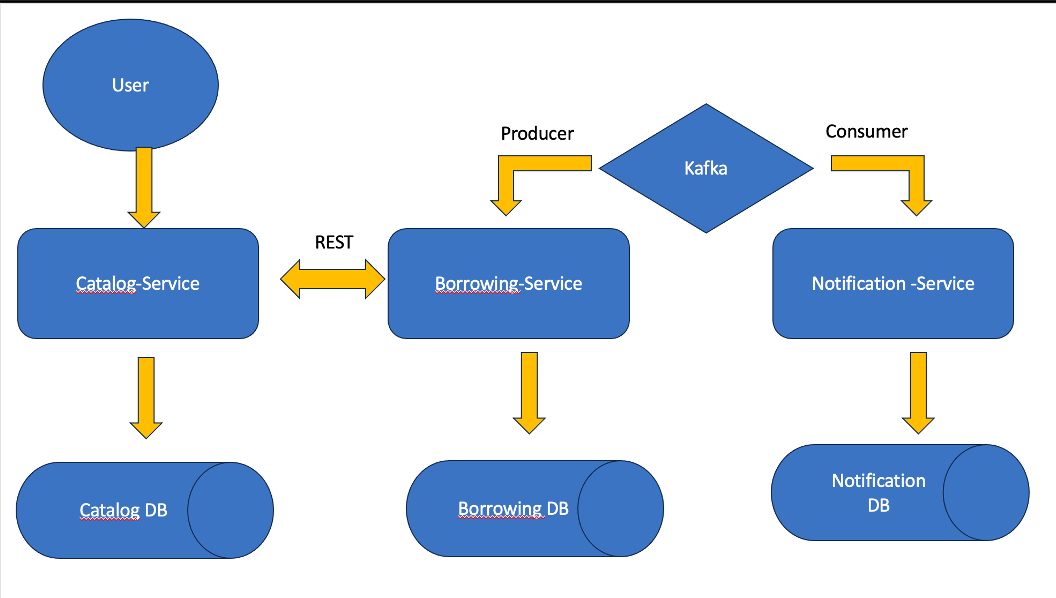 User
Producer
Kafka
Consumer
REST
Catalog-Service
Borrowing-Service
Notification -Service
Catalog DB
Borrowing DB
Notification
DB